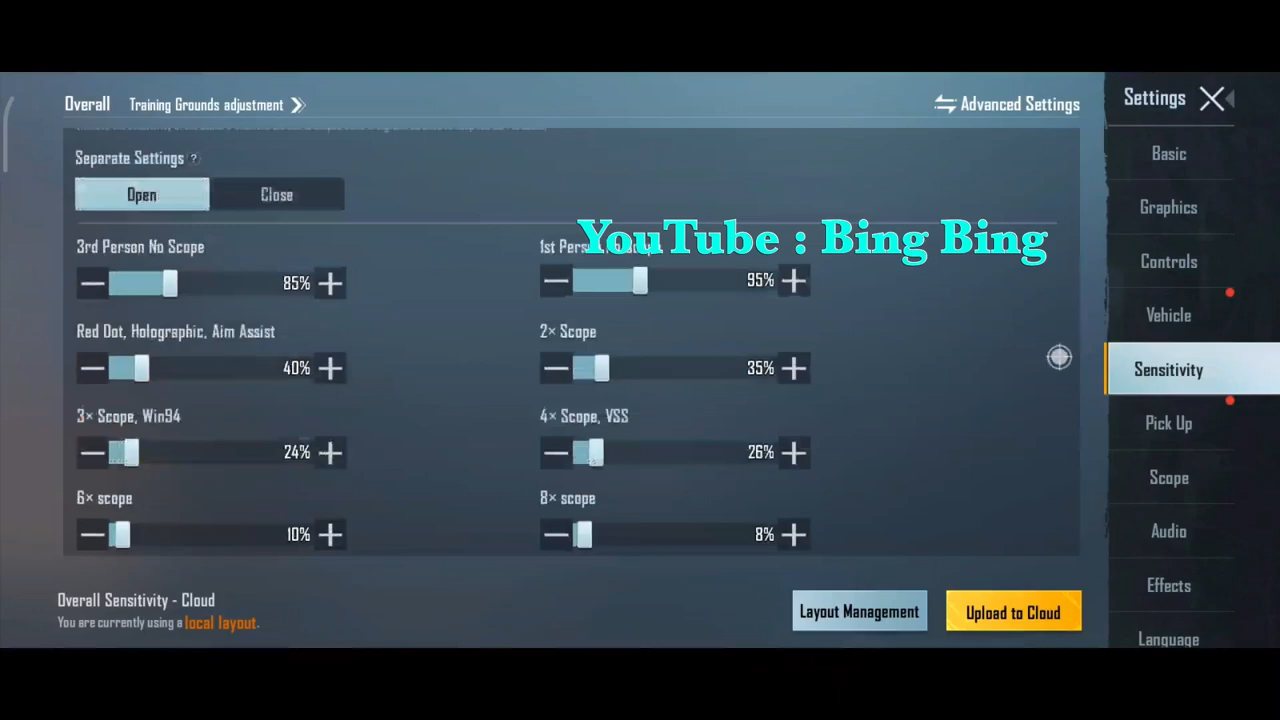 Overall Training Grounds adjustment
Advanced Settings
Settings
Separate Settings ?
Open Close
YouTube : Bing Bing
3rd Person No Scope
85%
95%
Red Dot, Holographic, Aim Assist
40%
2× Scope
35%
3× Scope, Win94
24%
4× Scope, VSS
26%
6× scope
10%
8× scope
8%
Overall Sensitivity - Cloud
You are currently using a local layout.
Layout Management
Upload to Cloud
Basic
Graphics
Controls
Vehicle
Sensitivity
Pick Up
Scope
Audio
Effects
Language